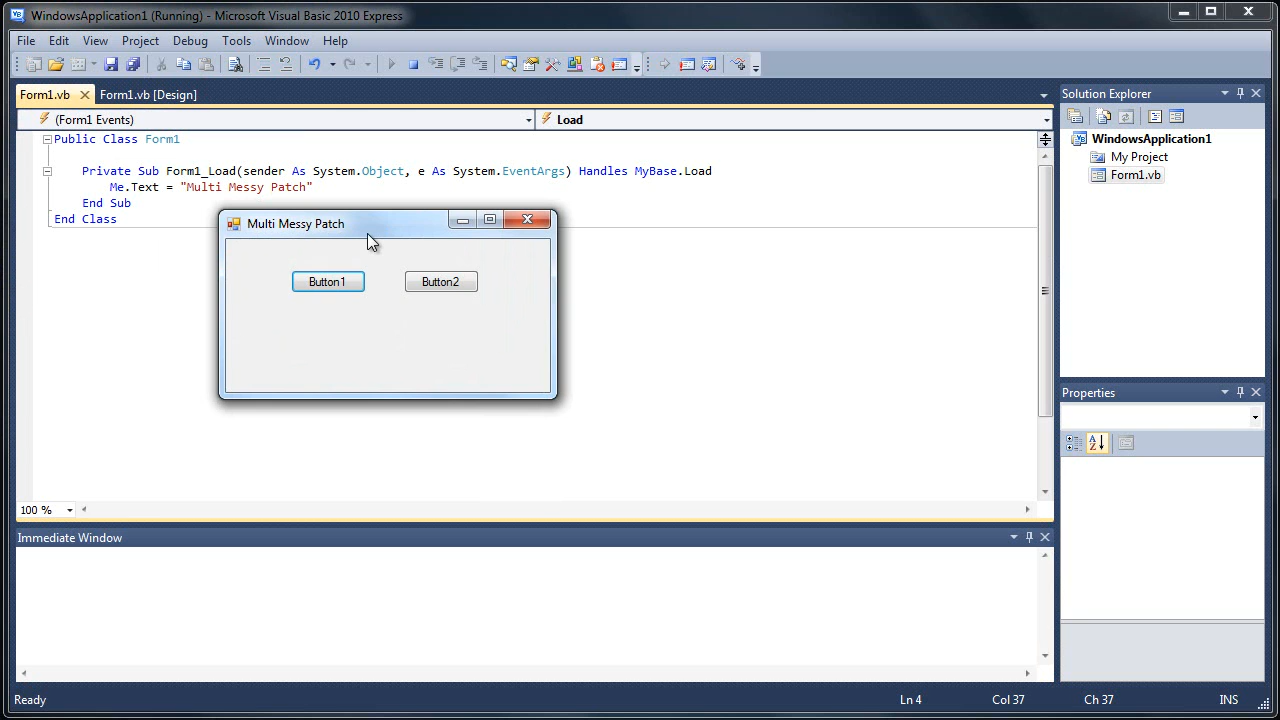 WindowsApplication1 (Running) - Microsoft Visual Basic 2010 Express
File Edit View Project Debug Tools Window Help
Form1.vb Form1.vb [Design]
(Form1 Events) Load
Public Class Form1
Private Sub Form1_Load(sender As System.Object, e As System.EventArgs) Handles MyBase.Load
Me.Text = "Multi Messy Patch"
End Sub
End Class
Multi Messy Patch
Button1 Button2
100 %
Immediate Window
Solution Explorer
WindowsApplication1
My Project
Form1.vb
Properties
Ready Ln 4 Col 37 Ch 37 INS